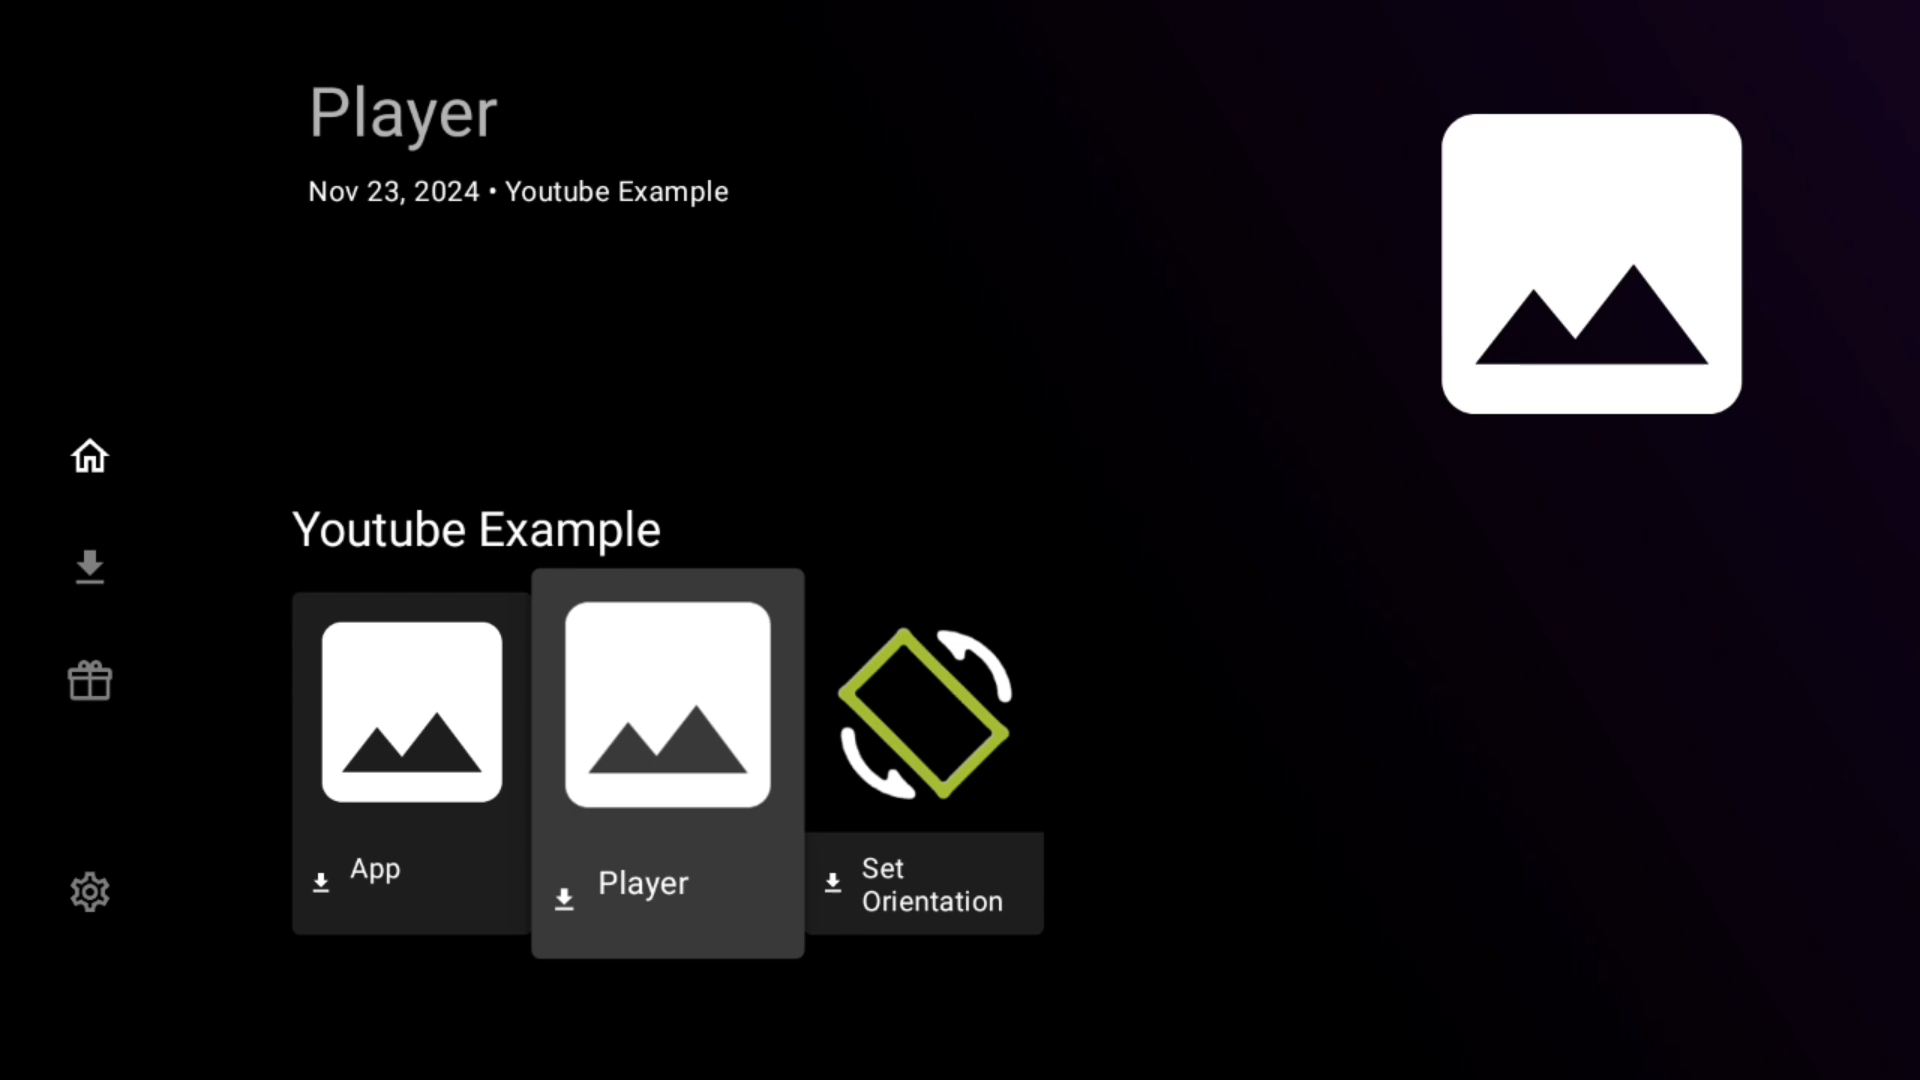 Player
Nov 23, 2024 • Youtube Example
Youtube Example
App
Player
Set
Orientation